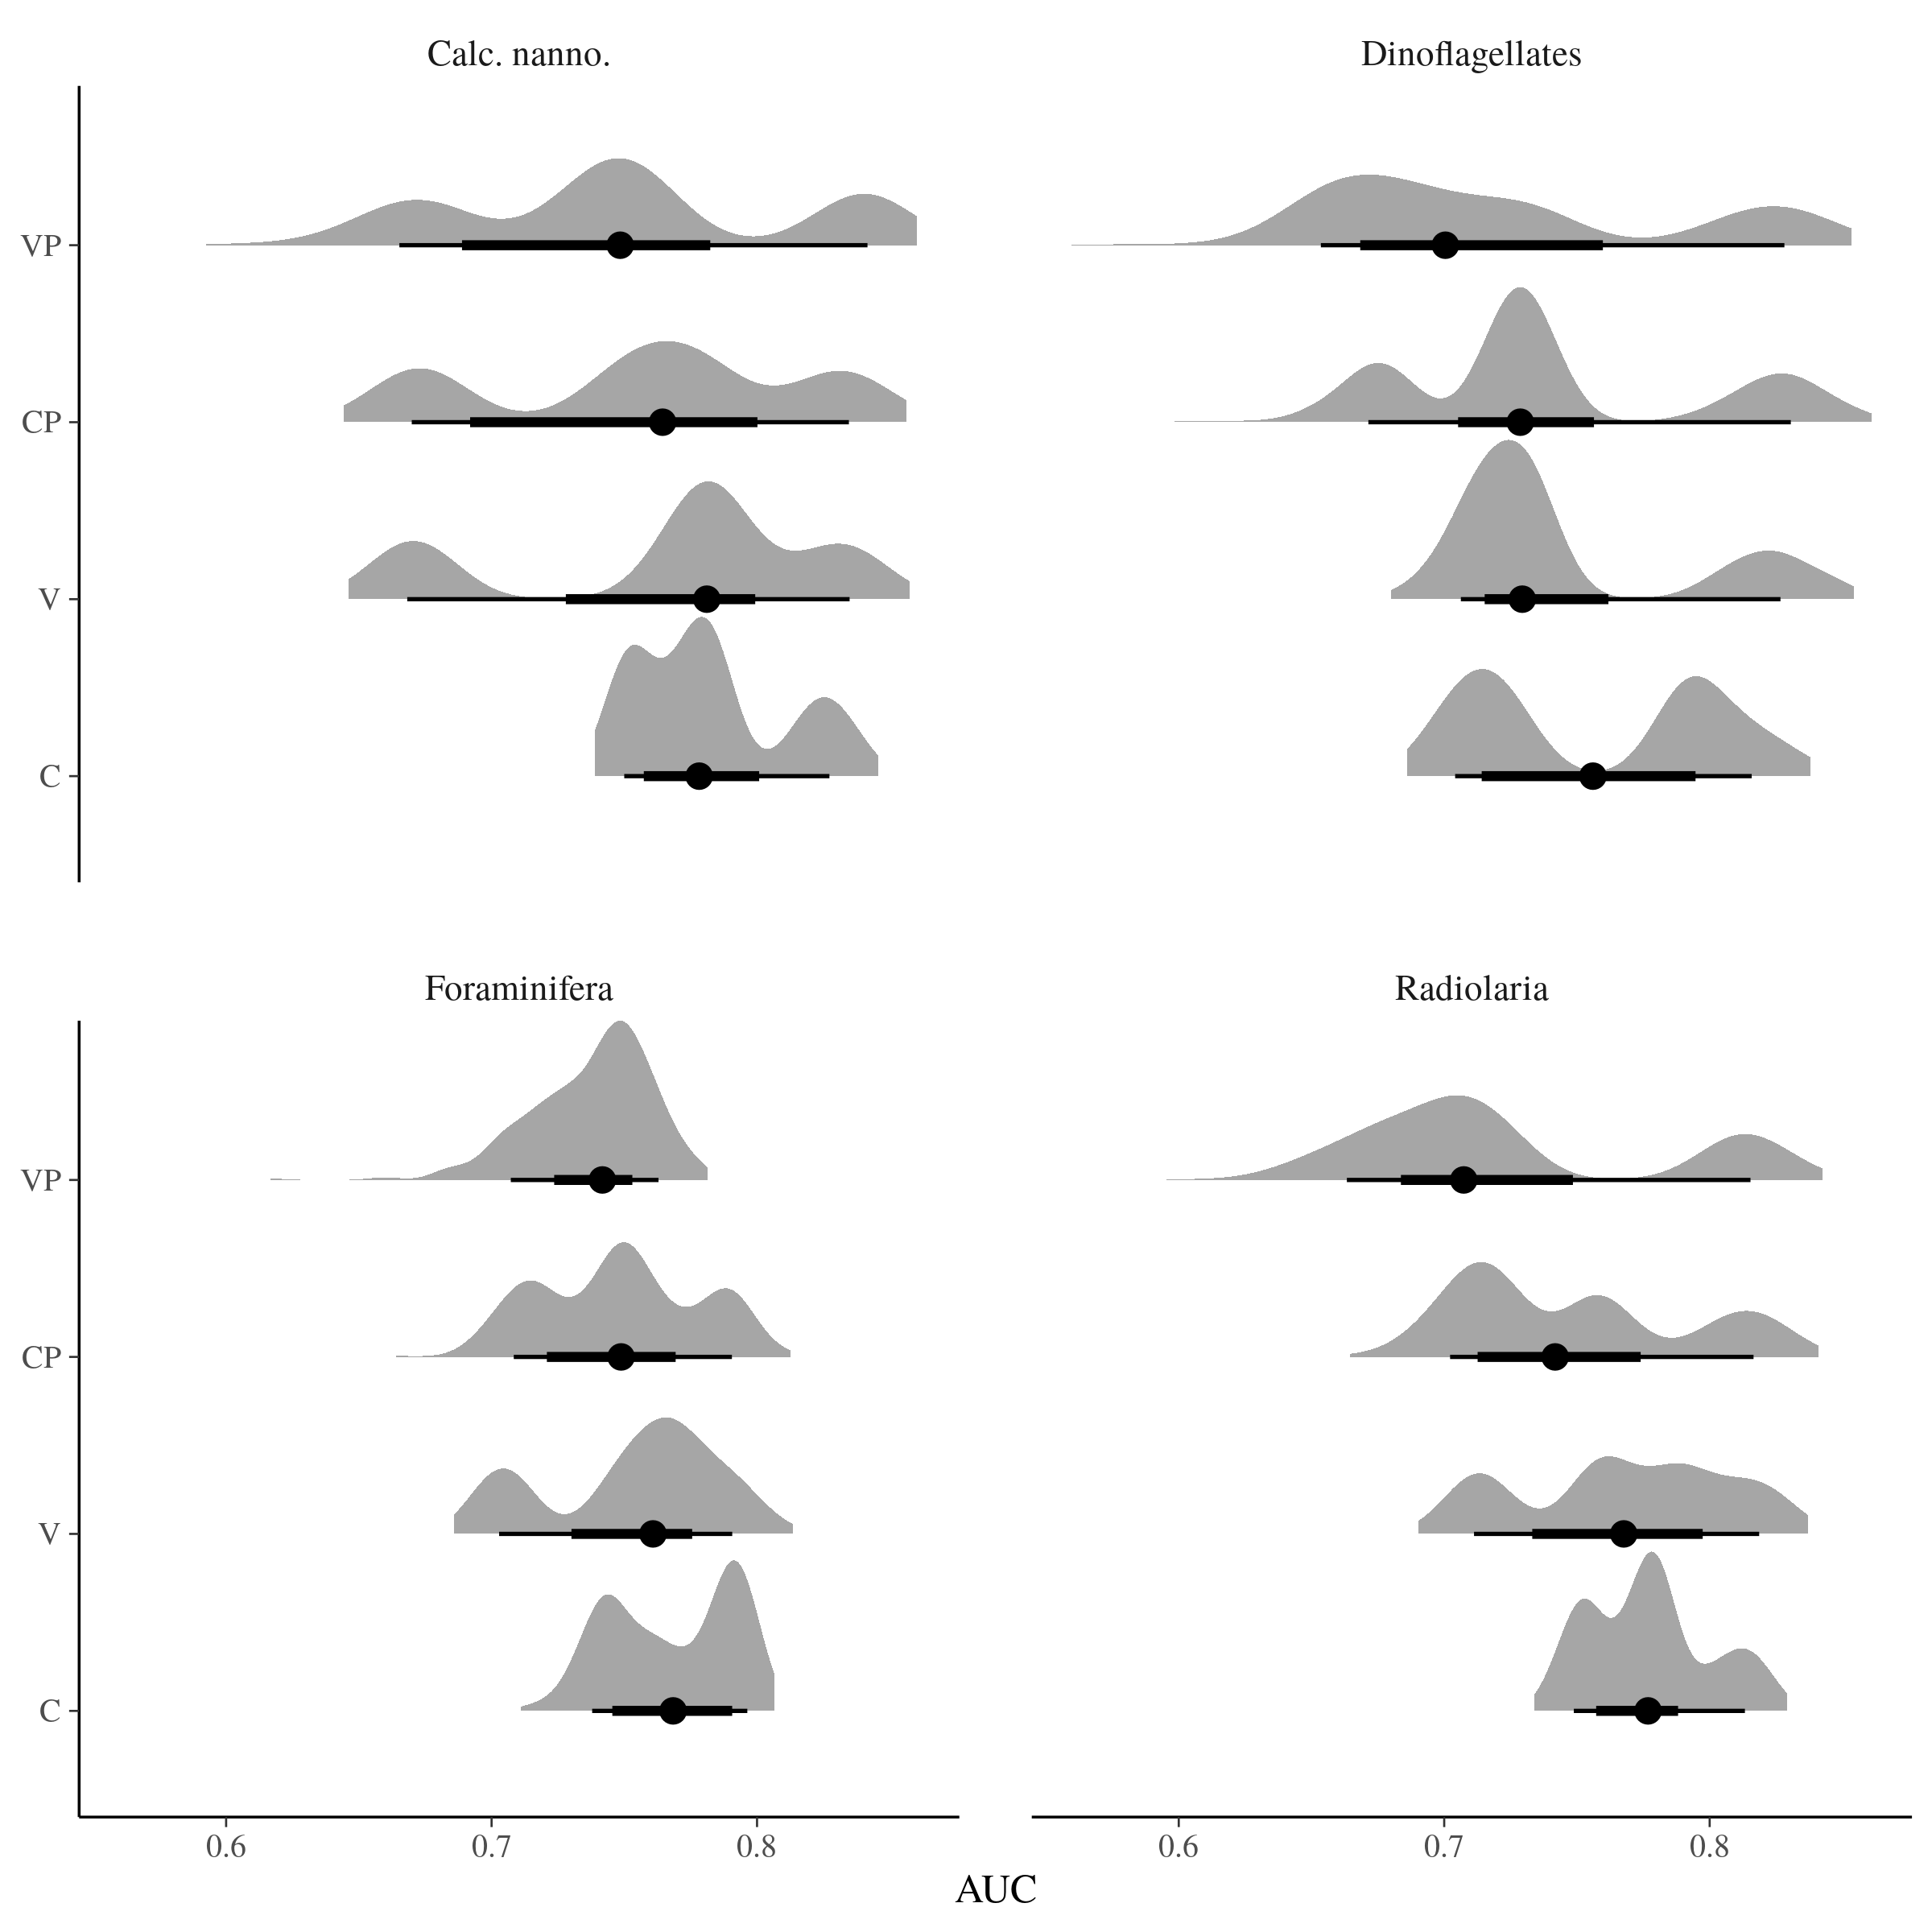 Calc. nanno.
Dinoflagellates
VP
CP
V
C
Foraminifera
Radiolaria
VP
CP
V
C
0.6 0.7 0.8 0.6 0.7 0.8
AUC